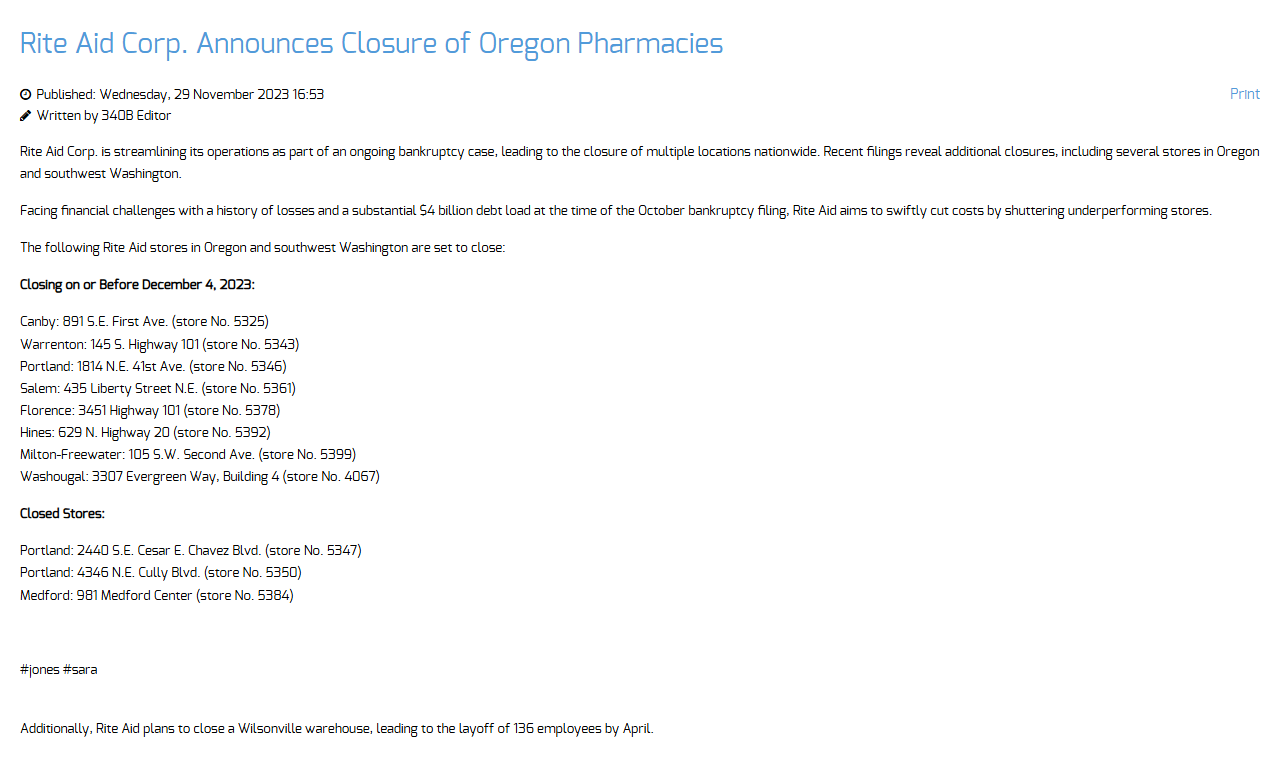 Rite Aid Corp. Announces Closure of Oregon Pharmacies
Published: Wednesday, 29 November 2023 16:53
Print
Written by 340B Editor
Rite Aid Corp. is streamlining its operations as part of an ongoing bankruptcy case, leading to the closure of multiple locations nationwide. Recent filings reveal additional closures, including several stores in Oregon
and southwest Washington.
Facing financial challenges with a history of losses and a substantial $4 billion debt load at the time of the October bankruptcy filing, Rite Aid aims to swiftly cut costs by shuttering underperforming stores.
The following Rite Aid stores in Oregon and southwest Washington are set to close:
Closing on or Before December 4, 2023:
Canby: 891 S.E. First Ave. (store No. 5325)
Warrenton: 145 S. Highway 101 (store No. 5343)
Portland: 1814 N.E. 41st Ave. (store No. 5346)
Salem: 435 Liberty Street N.E. (store No. 5361)
Florence: 3451 Highway 101 (store No. 5378)
Hines: 629 N. Highway 20 (store No. 5392)
Milton-Freewater: 105 S.W. Second Ave. (store No. 5399)
Washougal: 3307 Evergreen Way, Building 4 (store No. 4067)
Closed Stores:
Portland: 2440 S.E. Cesar E. Chavez Blvd. (store No. 5347)
Portland: 4346 N.E. Cully Blvd. (store No. 5350)
Medford: 981 Medford Center (store No. 5384)
#jones #sara
Additionally, Rite Aid plans to close a Wilsonville warehouse, leading to the layoff of 136 employees by April.